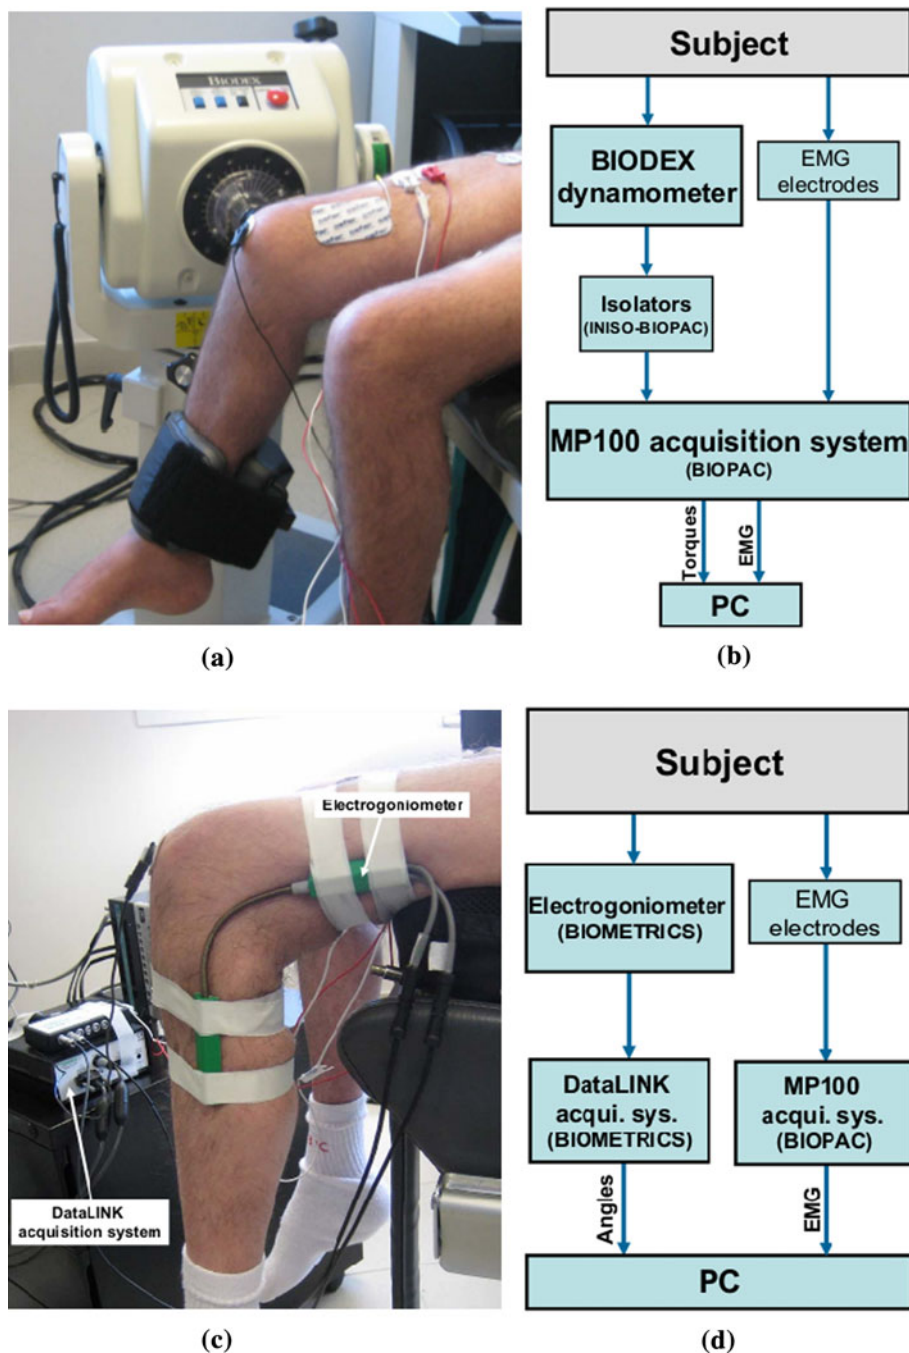 BIODEX
Subject
BIODEX
dynamometer
EMG
electrodes
Isolators
(INISO-BIOPAC)
MP100 acquisition system
(BIOPAC)
Torques
EMG
PC
(a)
(b)
Electrogoniometer
DataLINK
acquisition system
Subject
Electrogoniometer
(BIOMETRICS)
EMG
electrodes
DataLINK
acqui. sys.
(BIOMETRICS)
MP100
acqui. sys.
(BIOPAC)
Angles
EMG
PC
(c)
(d)